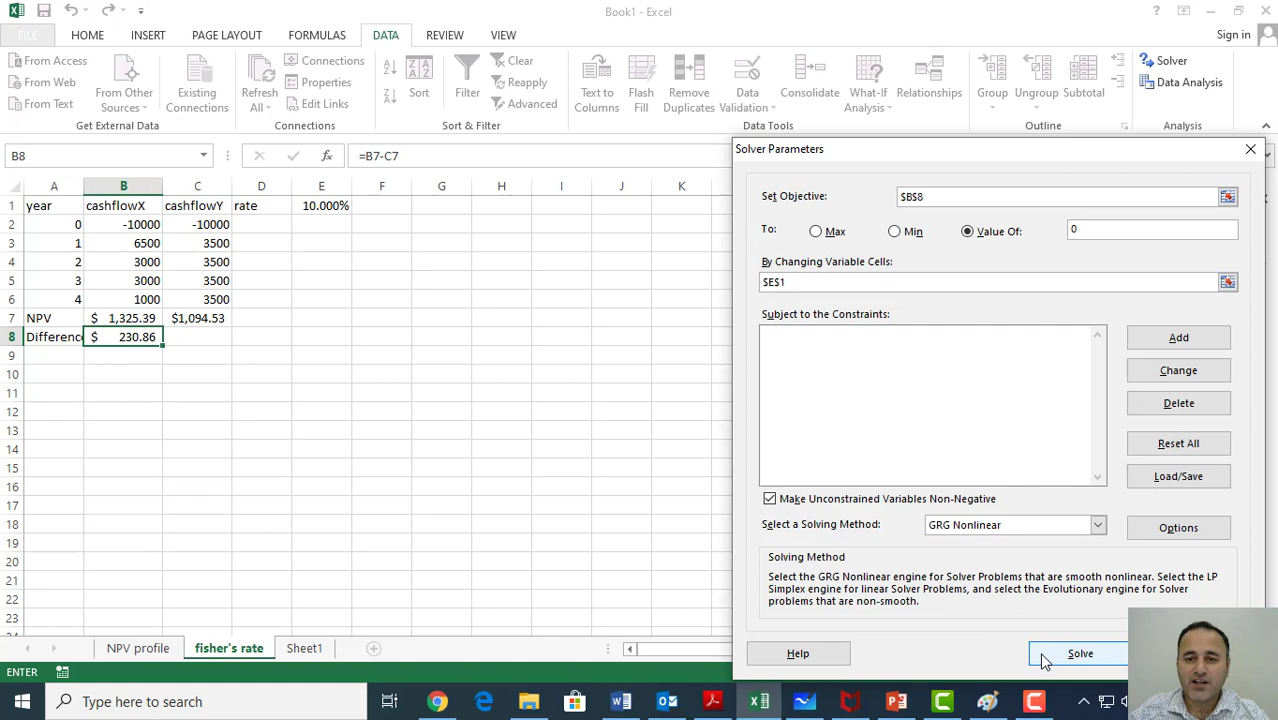 Book1 - Excel
FILE HOME INSERT PAGE LAYOUT FORMULAS DATA REVIEW VIEW Sign in
From Access
From Web
From Text
From Other Sources
Existing Connections
Get External Data
Refresh All
Connections
Properties
Edit Links
Connections
Sort
Filter
Clear
Reapply
Advanced
Sort & Filter
Text to Columns
Flash Fill
Remove Duplicates
Data Validation
Consolidate
What-If Analysis
Relationships
Data Tools
Group
Ungroup
Subtotal
Outline
Solver
Data Analysis
Analysis
B8 fx =B7-C7
A B C D E F G H I J K
1 year cashflowX cashflowY rate 10.000%
2 0 -10000 -10000
3 1 6500 3500
4 2 3000 3500
5 3 3000 3500
6 4 1000 3500
7 NPV $ 1,325.39 $1,094.53
8 Difference $ 230.86
9
10
11
12
13
14
15
16
17
18
19
20
21
22
23
NPV profile fisher's rate Sheet1
ENTER
Type here to search
Solver Parameters
Set Objective: $B$8
To: Max Min Value Of: 0
By Changing Variable Cells:
$E$1
Subject to the Constraints:
Add
Change
Delete
Reset All
Load/Save
Make Unconstrained Variables Non-Negative
Select a Solving Method: GRG Nonlinear Options
Solving Method
Select the GRG Nonlinear engine for Solver Problems that are smooth nonlinear. Select the LP
Simplex engine for linear Solver Problems, and select the Evolutionary engine for Solver
problems that are non-smooth.
Help Solve